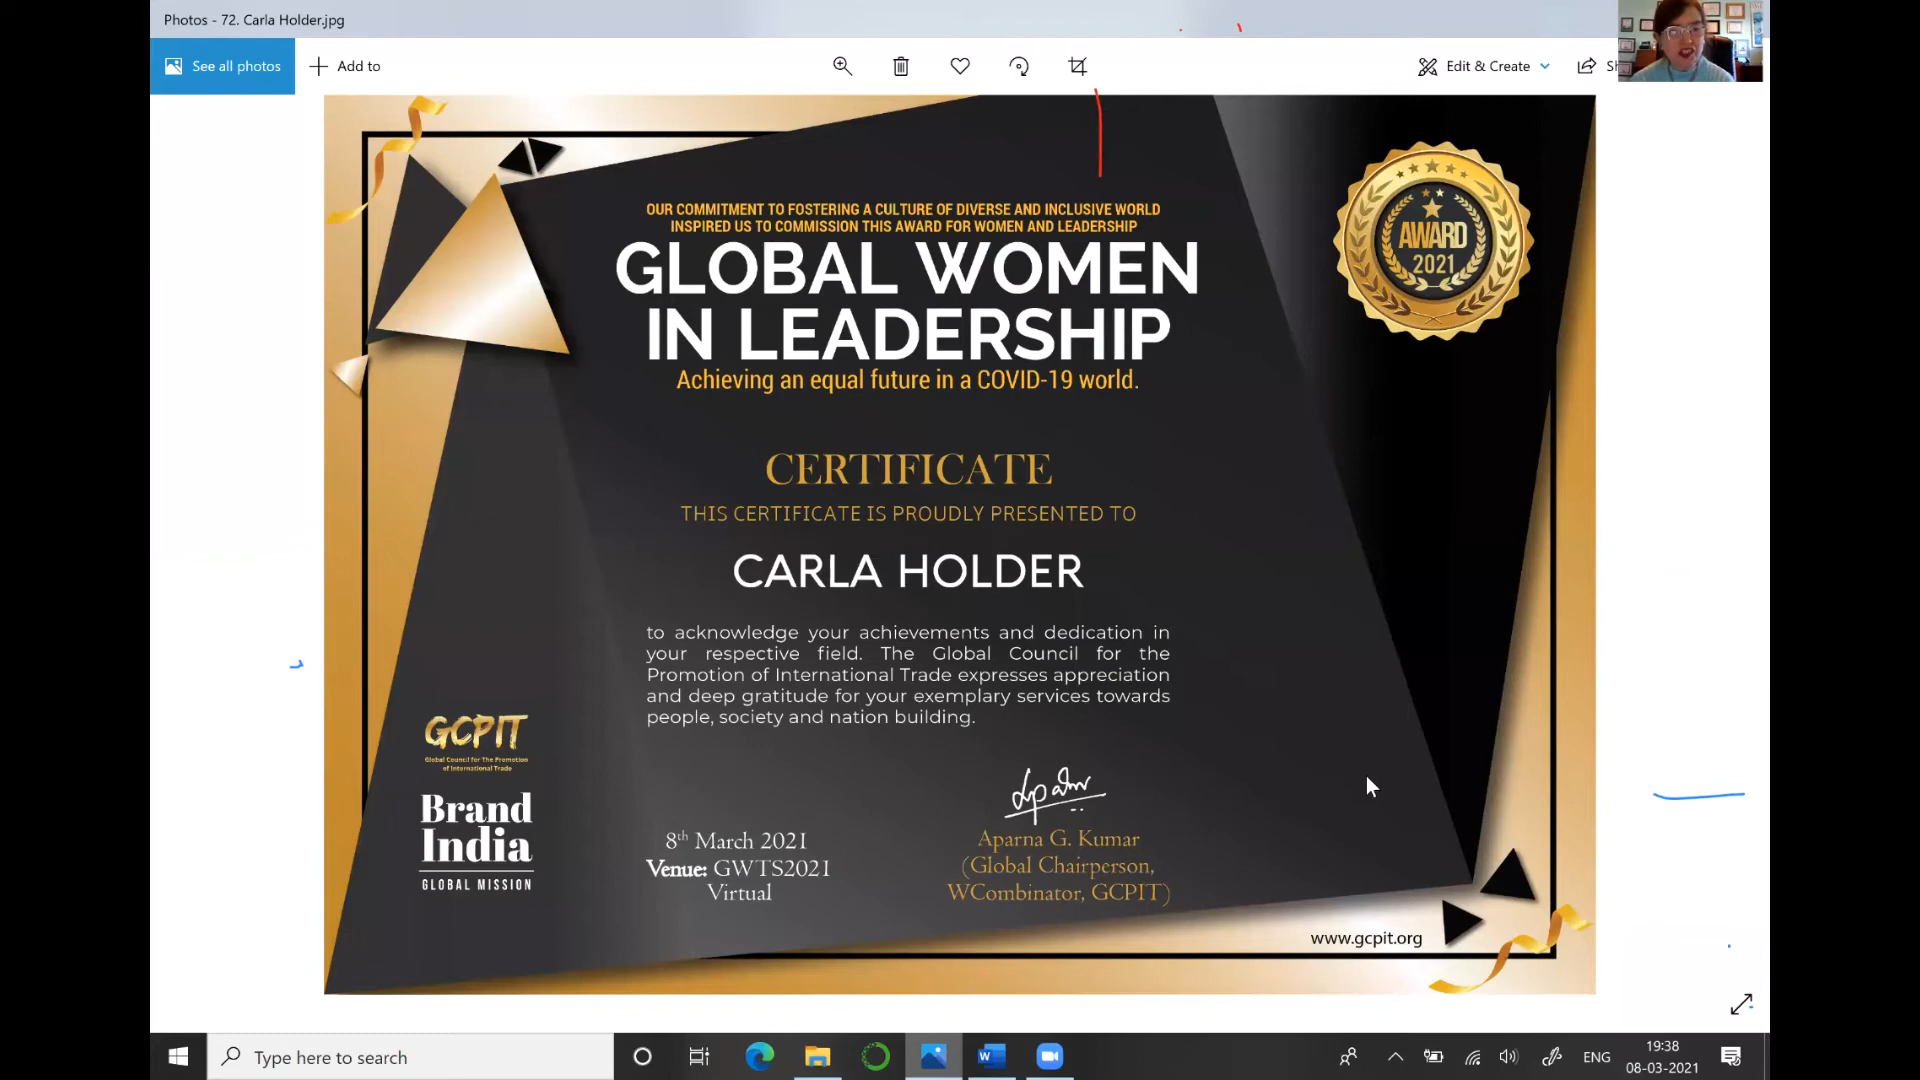 Photos - 72. Carla Holder.jpg
See all photos
Add to
Edit & Create
OUR COMMITMENT TO FOSTERING A CULTURE OF DIVERSE AND INCLUSIVE WORLD
INSPIRED US TO COMMISSION THIS AWARD FOR WOMEN AND LEADERSHIP
GLOBAL WOMEN
IN LEADERSHIP
Achieving an equal future in a COVID-19 world.
AWARD
2021
CERTIFICATE
THIS CERTIFICATE IS PROUDLY PRESENTED TO
CARLA HOLDER
to acknowledge your achievements and dedication in
your respective field. The Global Council for the
Promotion of International Trade expresses appreciation
and deep gratitude for your exemplary services towards
people, society and nation building.
GCPIT
Global Council for The Promotion
of International Trade
Brand
India
GLOBAL MISSION
8th March 2021
Venue: GWTS2021
Virtual
Aparna G. Kumar
(Global Chairperson,
WCombinator, GCPIT)
www.gcpit.org
Type here to search
ENG
19:38
08-03-2021